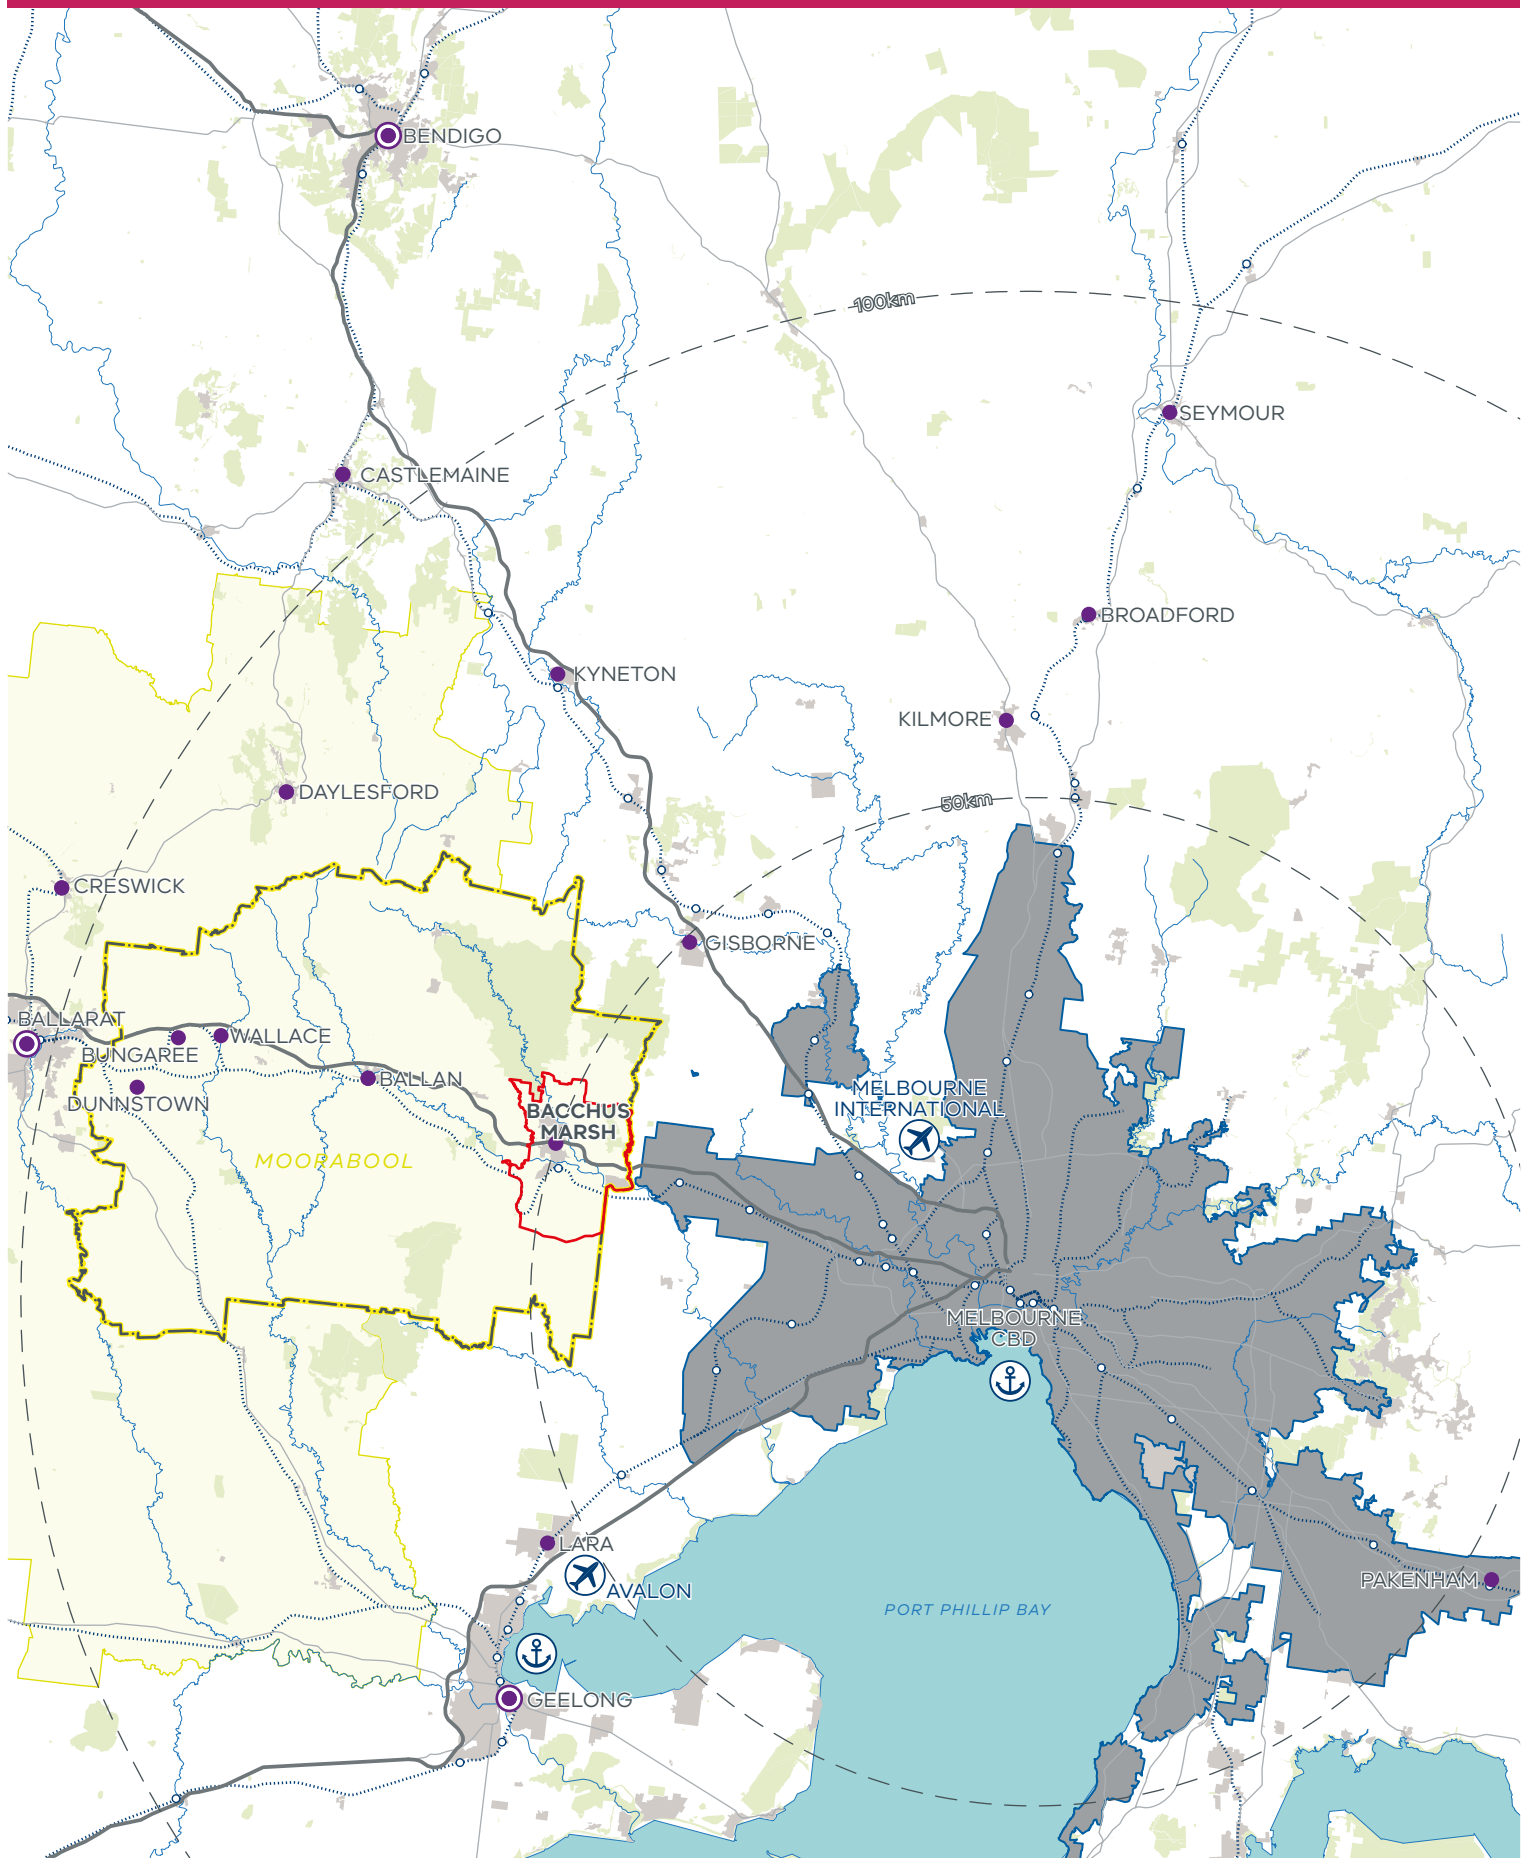 BENDIGO
100km
SEYMOUR
CASTLEMAINE
BROADFORD
KYNETON
KILMORE
DAYLESFORD
50km
CRESWICK
GISBORNE
BALLARAT
WALLACE
BUNGAREE
BALLAN
MELBOURNE
INTERNATIONAL
DUNNSTOWN
BACCHUS
MARSH
MOORABOOL
MELBOURNE
CBD
LARA
AVALON
PAKENHAM
PORT PHILLIP BAY
GEELONG